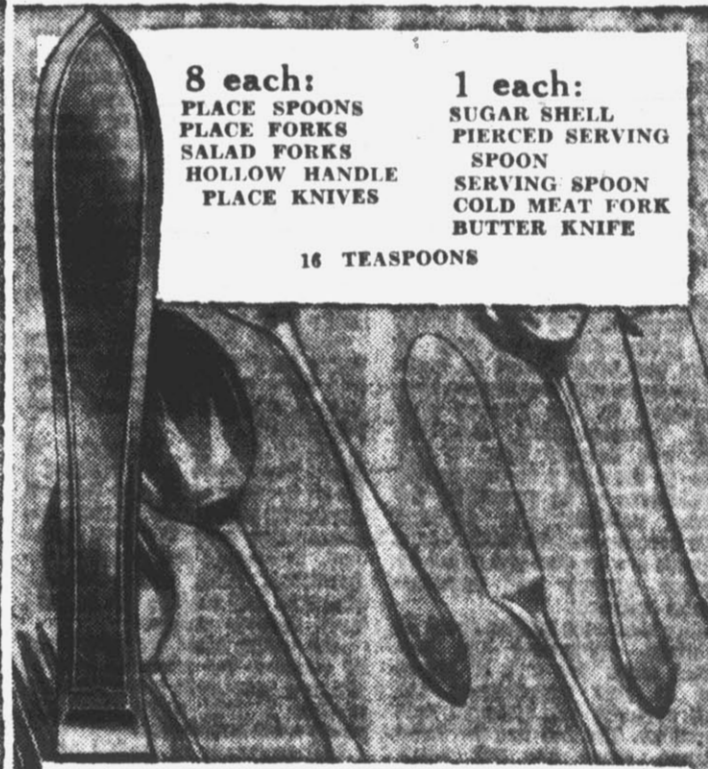 8 each:
PLACE SPOONS
PLACE FORKS
SALAD FORKS
HOLLOW HANDLE
PLACE KNIVES
1 each:
SUGAR SHELL
PIERCED SERVING
SPOON
SERVING SPOON
COLD MEAT FORK
BUTTER KNIFE
16 TEASPOONS